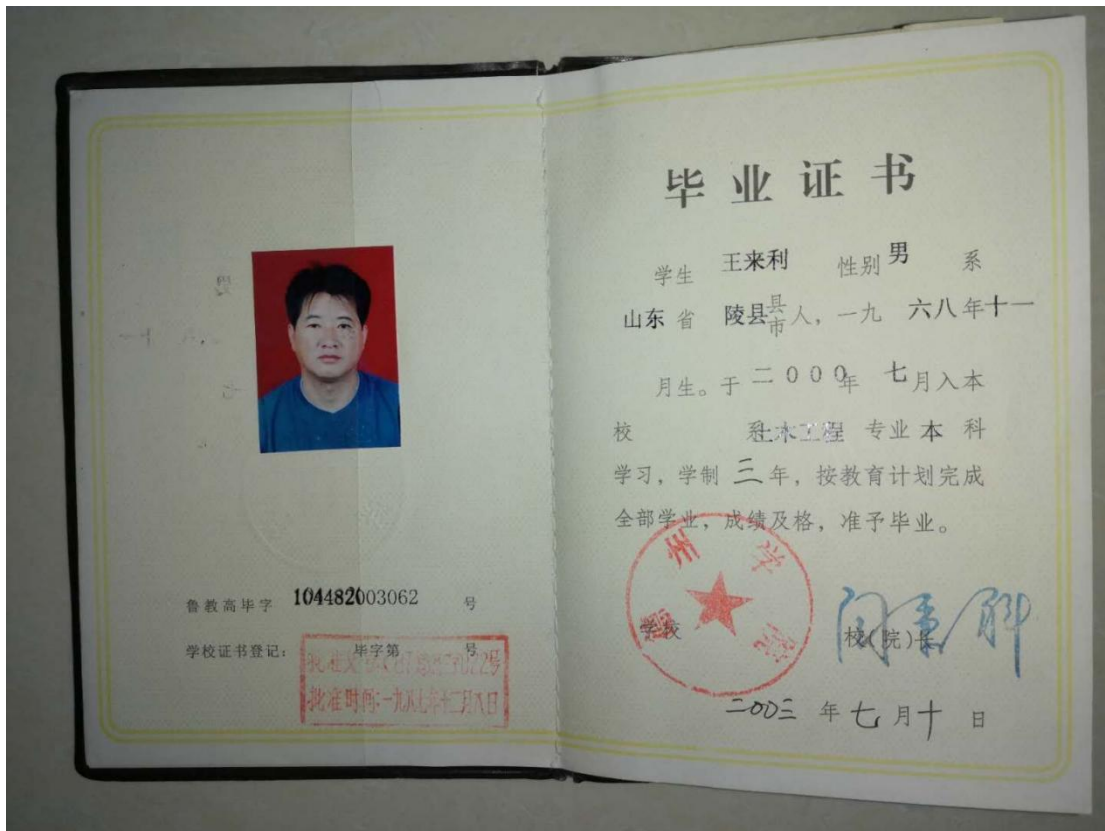 鲁教高毕字 104482003062 号
学校证书登记： 毕字第 号
批准时间:一九八七年十二月八日
毕业证书
学生 王来利 性别 男 系
山东 省 陵县 县市 人，一九 六八 年 十一
月生。于 二000 年 七 月入本
校 系 土木工程 专业 本 科
学习，学制 三 年，按教育计划完成
全部学业，成绩及格，准予毕业。
州学院
学校 校(院)长
二00三 年 七 月 十 日